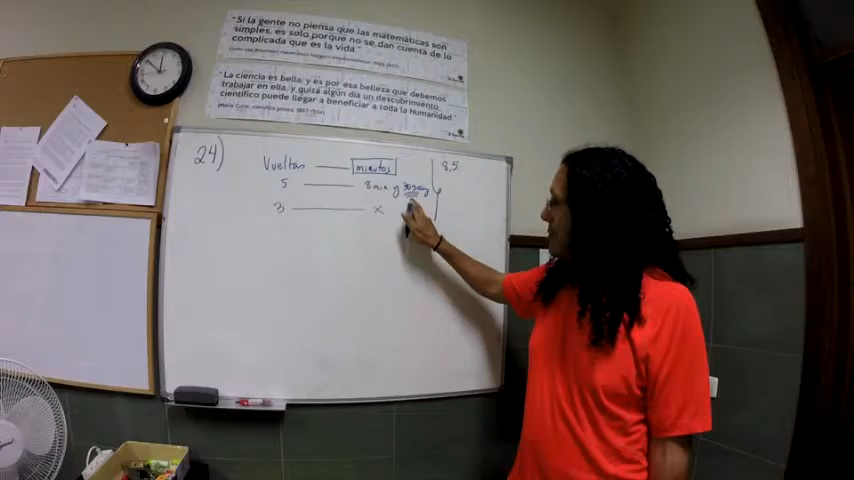 "Si la gente no piensa que las matemáticas son
simples, es solo porque no se dan cuenta de lo
complicada que es la vida"
"La ciencia es bella, y es por esa belleza que debemos
trabajar en ella, y quizá algún día un descubrimiento
científico puede llegar a beneficiar a toda la Humanidad"
24)
Vueltas minutos 8,5
5 8 min y 30 seg
3 x